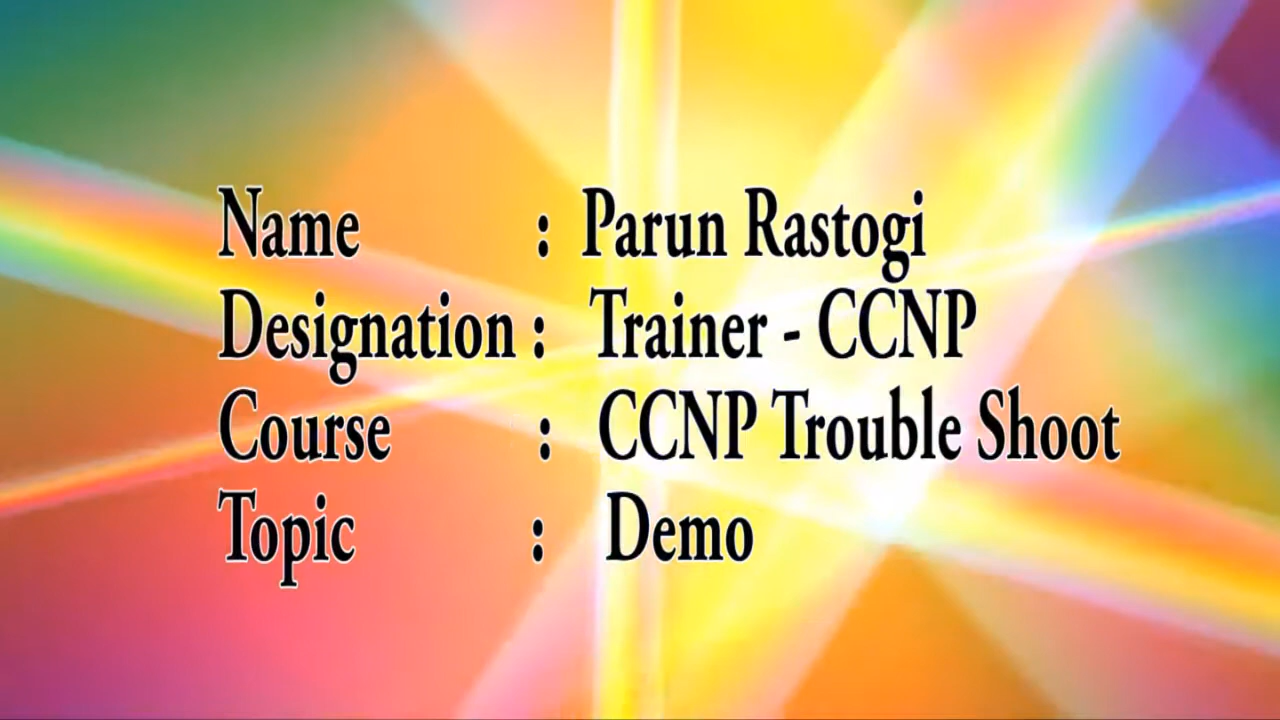 Name : Parun Rastogi
Designation : Trainer - CCNP
Course : CCNP Trouble Shoot
Topic : Demo